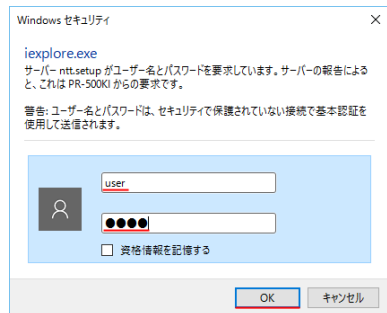 Windows セキュリティ
iexplore.exe
サーバー ntt.setup がユーザー名とパスワードを要求しています。サーバーの報告による
と、これは PR-500KI からの要求です。
警告: ユーザー名とパスワードは、セキュリティで保護されていない接続で基本認証を
使用して送信されます。
user
●●●●
資格情報を記憶する
OK キャンセル